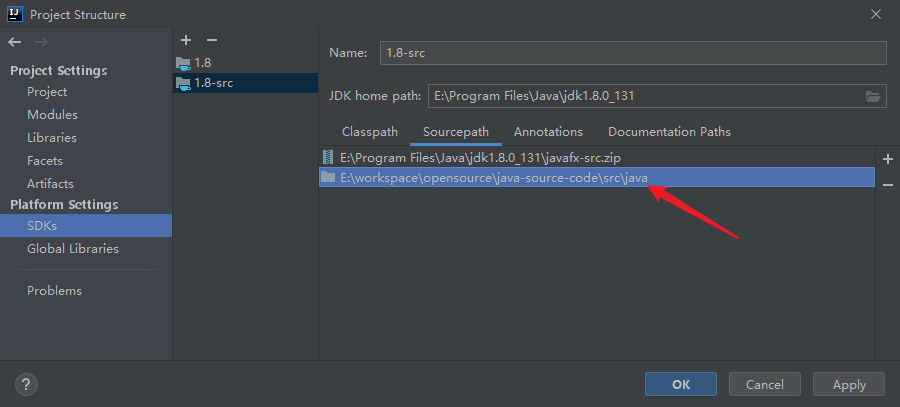 IJ
Project Structure
Project Settings
Project
Modules
Libraries
Facets
Artifacts
Platform Settings
SDKs
Global Libraries
Problems
1.8
1.8-src
Name: 1.8-src
JDK home path: E:\Program Files\Java\jdk1.8.0_131
Classpath Sourcepath Annotations Documentation Paths
E:\Program Files\Java\jdk1.8.0_131\javafx-src.zip
E:\workspace\opensource\java-source-code\src\java
? OK Cancel Apply